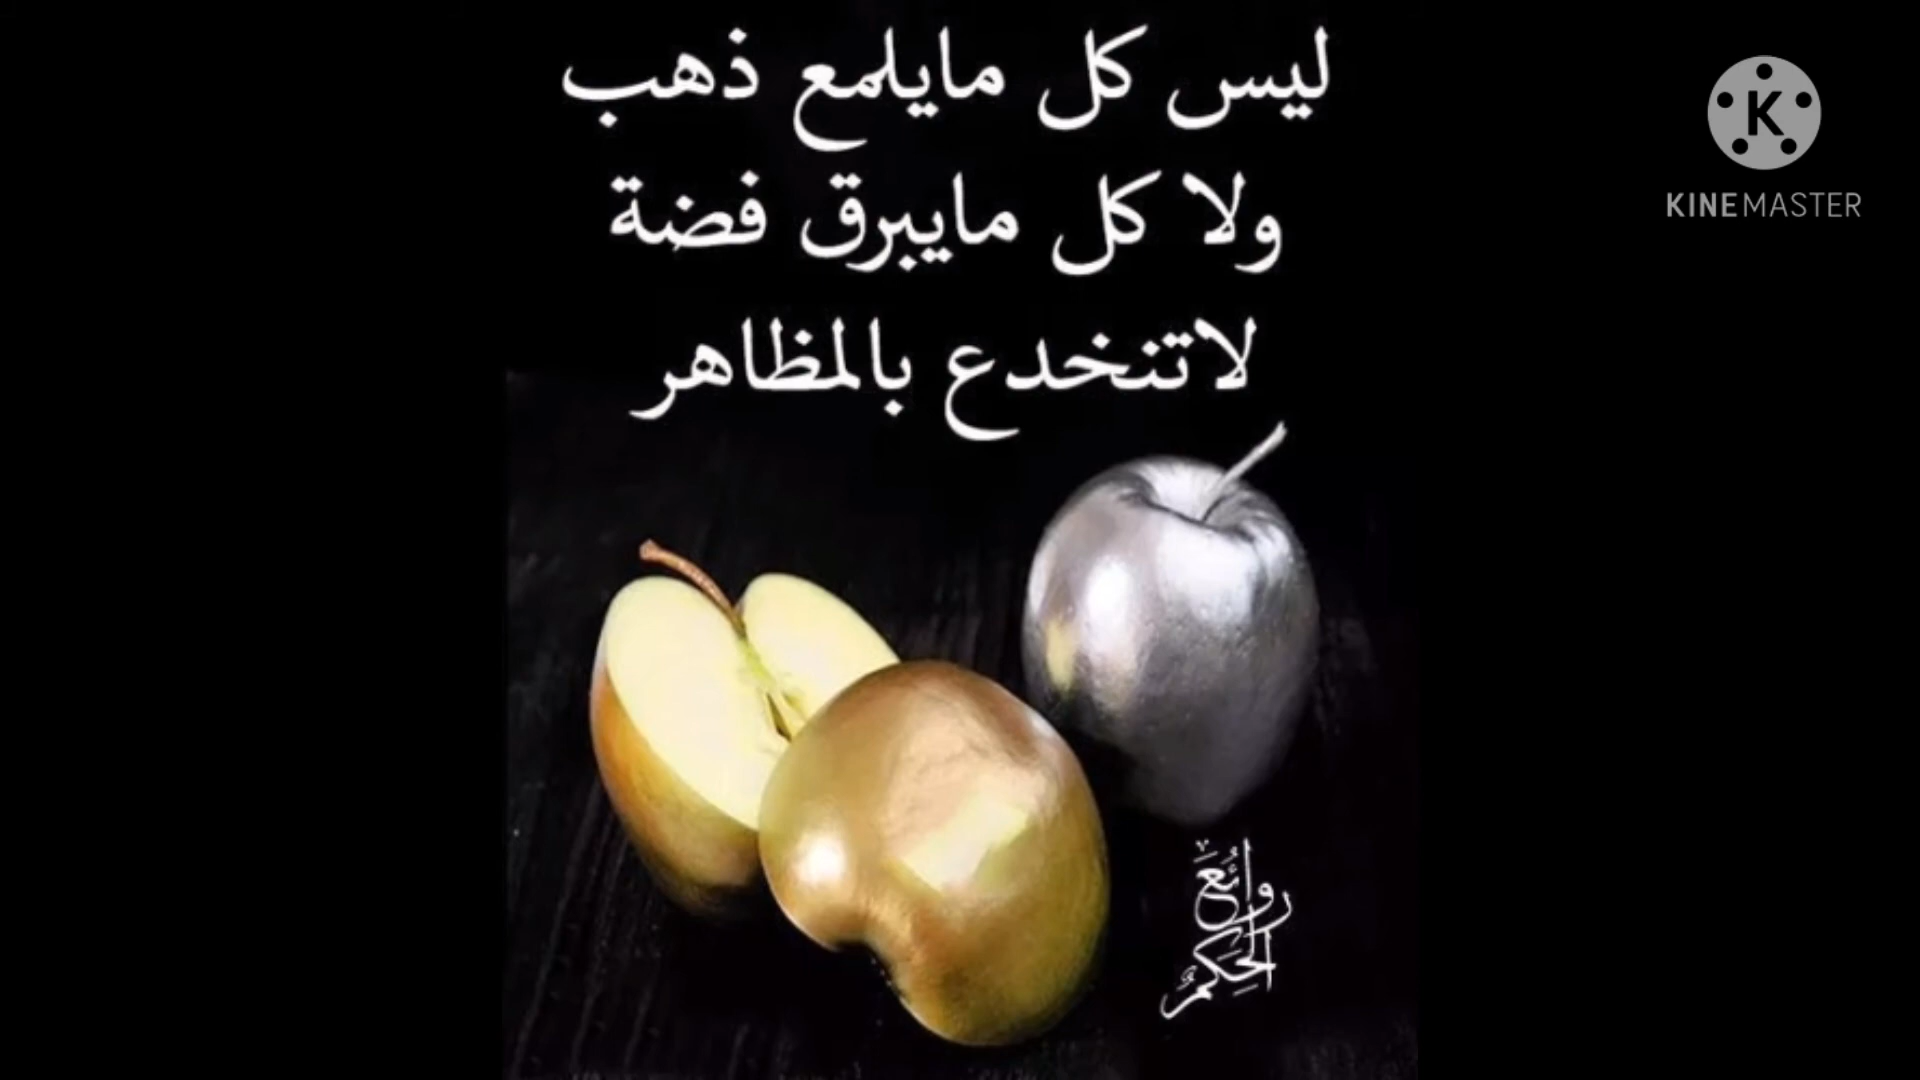 ليس كل مايلمع ذهب
ولا كل مايبرق فضة
لاتنخدع بالمظاهر
KINEMASTER
روائع
الحكم